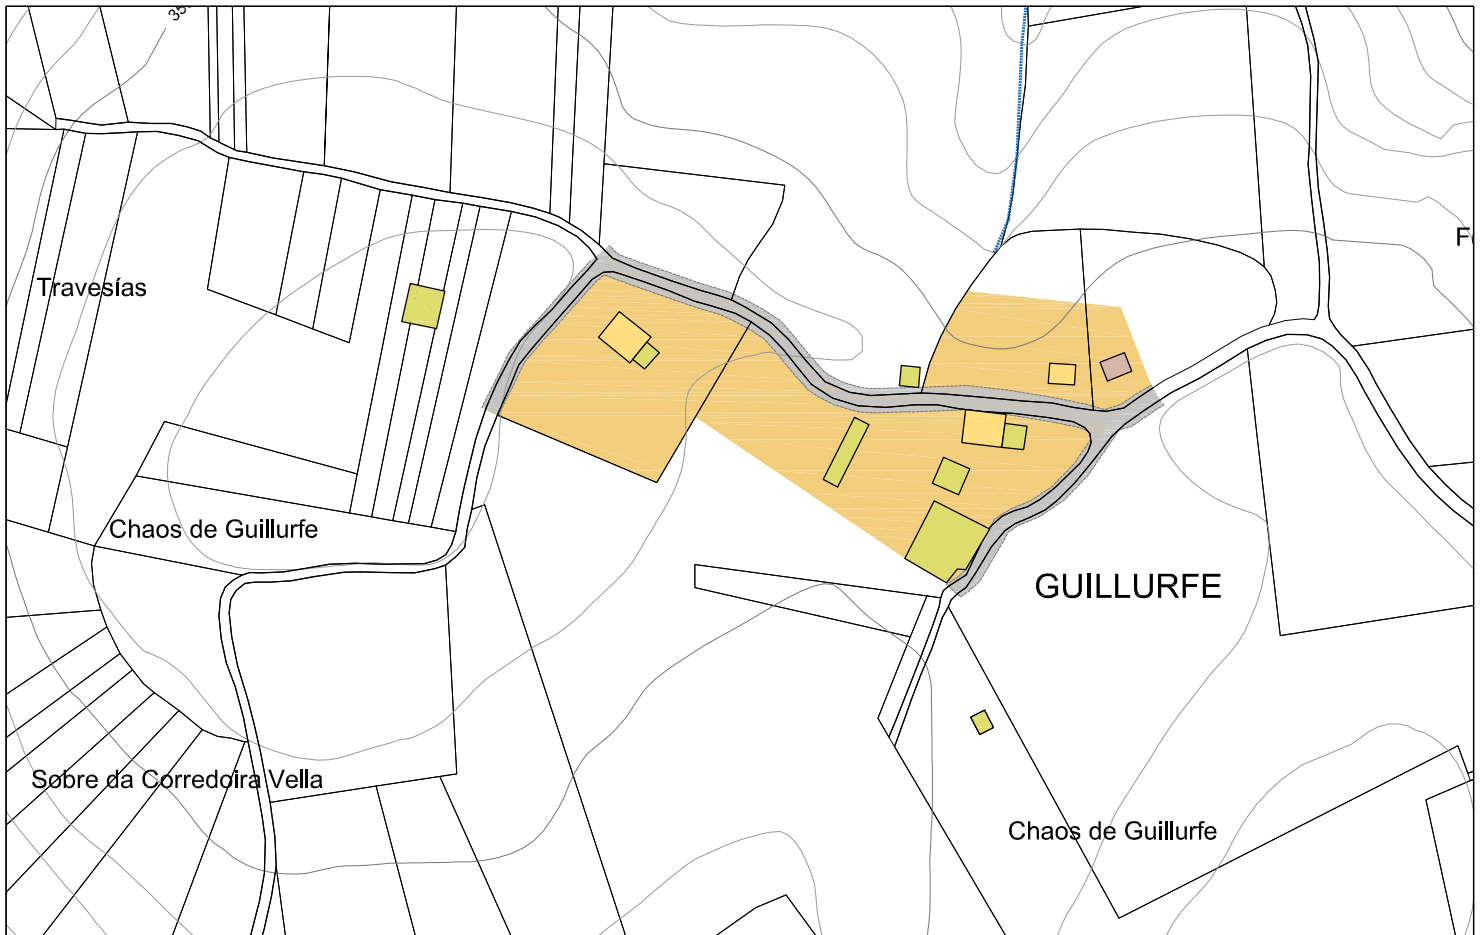 Travesías
Chaos de Guillurfe
GUILLURFE
Sobre da Corredoira Vella
Chaos de Guillurfe